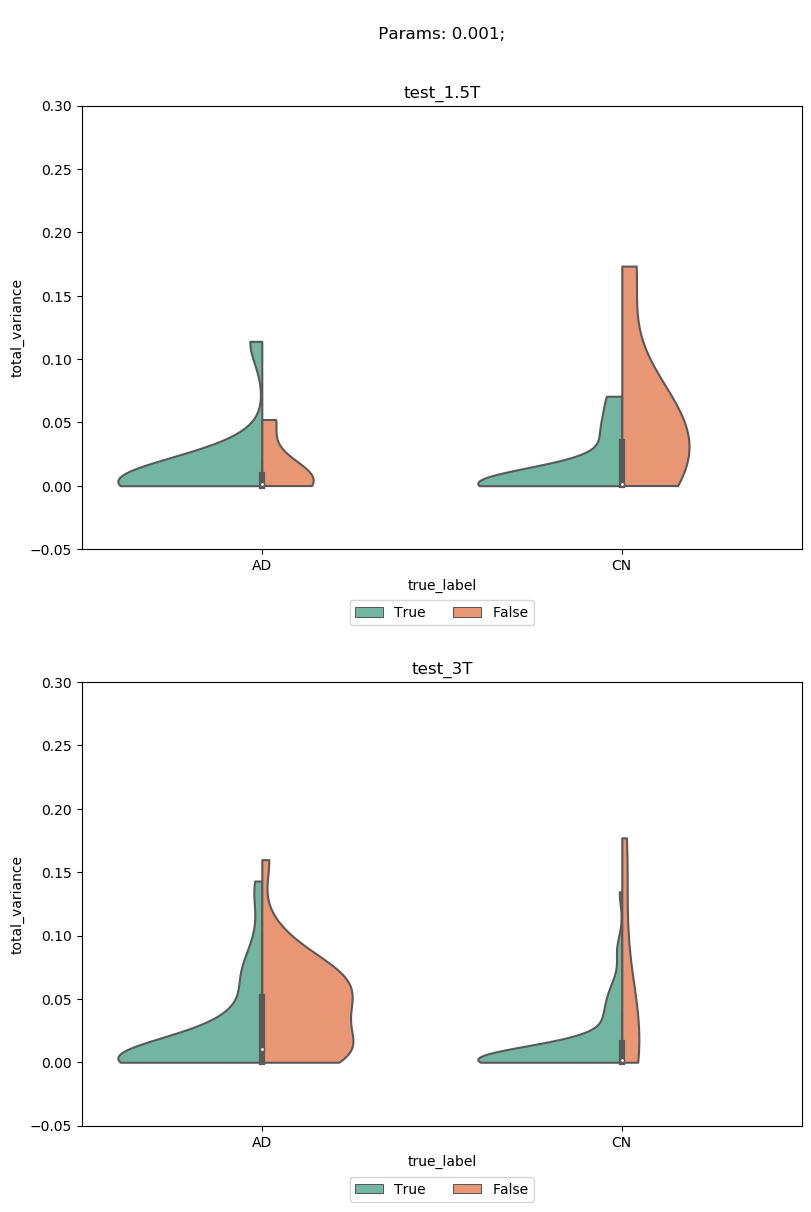 Params: 0.001;
test_1.5T
0.30
0.25
0.20
0.15
0.10
0.05
0.00
−0.05
total_variance
AD CN
true_label
True False
test_3T
0.30
0.25
0.20
0.15
0.10
0.05
0.00
−0.05
total_variance
AD CN
true_label
True False